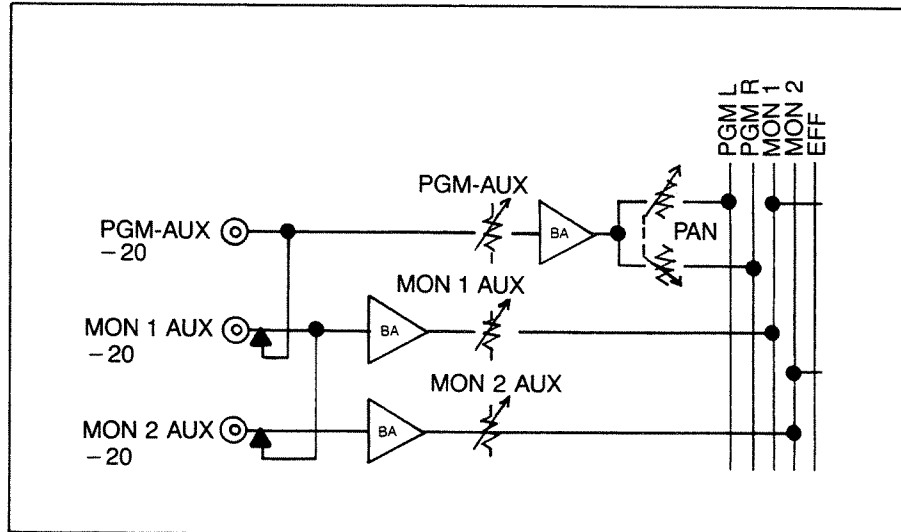 PGM L
PGM R
MON 1
MON 2
EFF
PGM-AUX
PGM-AUX
−20
BA
PAN
MON 1 AUX
MON 1 AUX
−20
BA
MON 2 AUX
MON 2 AUX
−20
BA